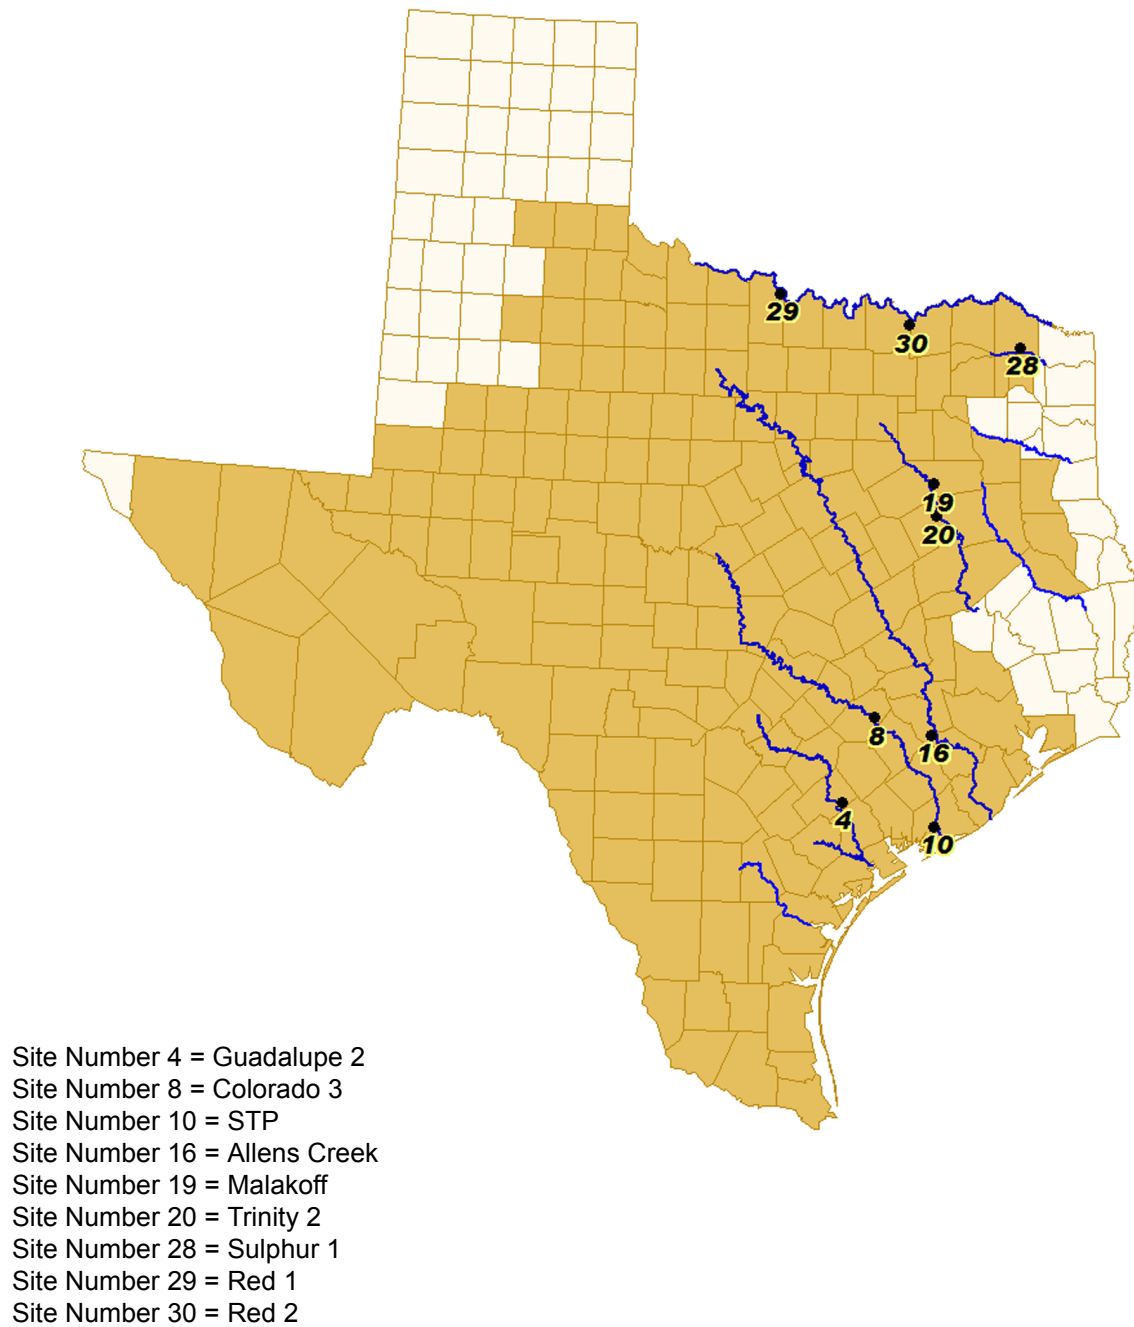 29
30
28
19
20
8
16
4
10
Site Number 4 = Guadalupe 2
Site Number 8 = Colorado 3
Site Number 10 = STP
Site Number 16 = Allens Creek
Site Number 19 = Malakoff
Site Number 20 = Trinity 2
Site Number 28 = Sulphur 1
Site Number 29 = Red 1
Site Number 30 = Red 2